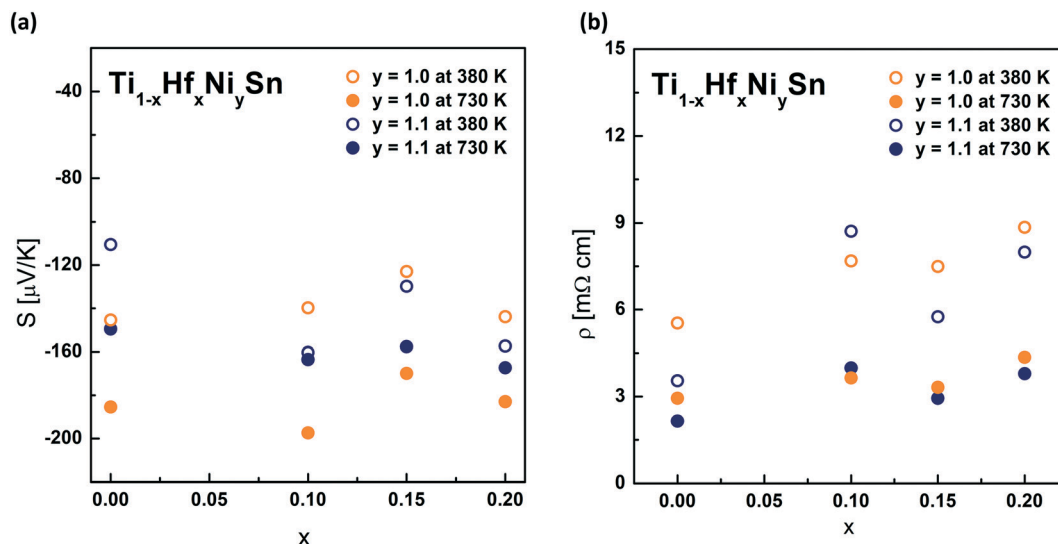 (a)
Ti1-xHfxNiySn
y = 1.0 at 380 K
y = 1.0 at 730 K
y = 1.1 at 380 K
y = 1.1 at 730 K
-40
-80
-120
-160
-200
S [μV/K]
0.00 0.05 0.10 0.15 0.20
x
(b)
Ti1-xHfxNiySn
y = 1.0 at 380 K
y = 1.0 at 730 K
y = 1.1 at 380 K
y = 1.1 at 730 K
15
12
9
6
3
0
ρ [mΩ cm]
0.00 0.05 0.10 0.15 0.20
x